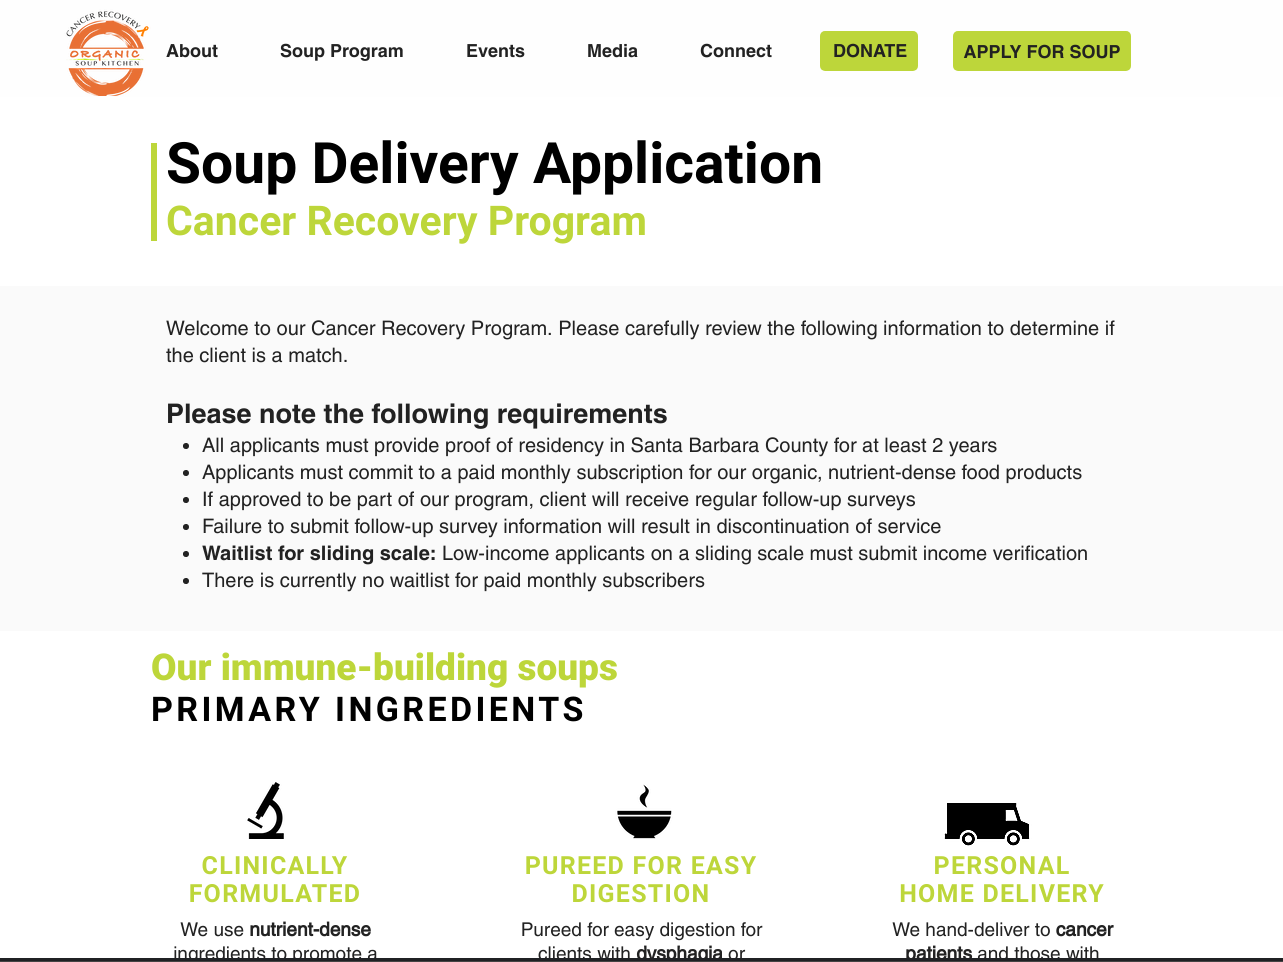 CANCER RECOVERY
ORGANIC
SOUP KITCHEN
About
Soup Program
Events
Media
Connect
DONATE
APPLY FOR SOUP
Soup Delivery Application
Cancer Recovery Program
Welcome to our Cancer Recovery Program. Please carefully review the following information to determine if
the client is a match.
Please note the following requirements
• All applicants must provide proof of residency in Santa Barbara County for at least 2 years
• Applicants must commit to a paid monthly subscription for our organic, nutrient-dense food products
• If approved to be part of our program, client will receive regular follow-up surveys
• Failure to submit follow-up survey information will result in discontinuation of service
• Waitlist for sliding scale: Low-income applicants on a sliding scale must submit income verification
• There is currently no waitlist for paid monthly subscribers
Our immune-building soups
PRIMARY INGREDIENTS
CLINICALLY
FORMULATED
We use nutrient-dense
ingredients to promote a
PUREED FOR EASY
DIGESTION
Pureed for easy digestion for
clients with dysphagia or
PERSONAL
HOME DELIVERY
We hand-deliver to cancer
patients and those with